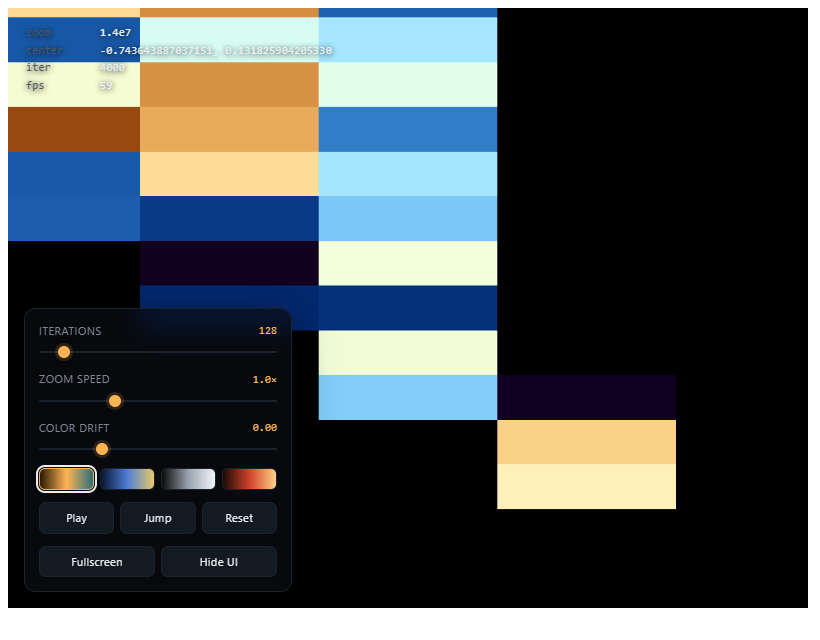 zoom 1.4e7
center -0.743643887037151, 0.131825904205330
iter 4000
fps 59
ITERATIONS 128
ZOOM SPEED 1.0×
COLOR DRIFT 0.00
Play Jump Reset
Fullscreen Hide UI